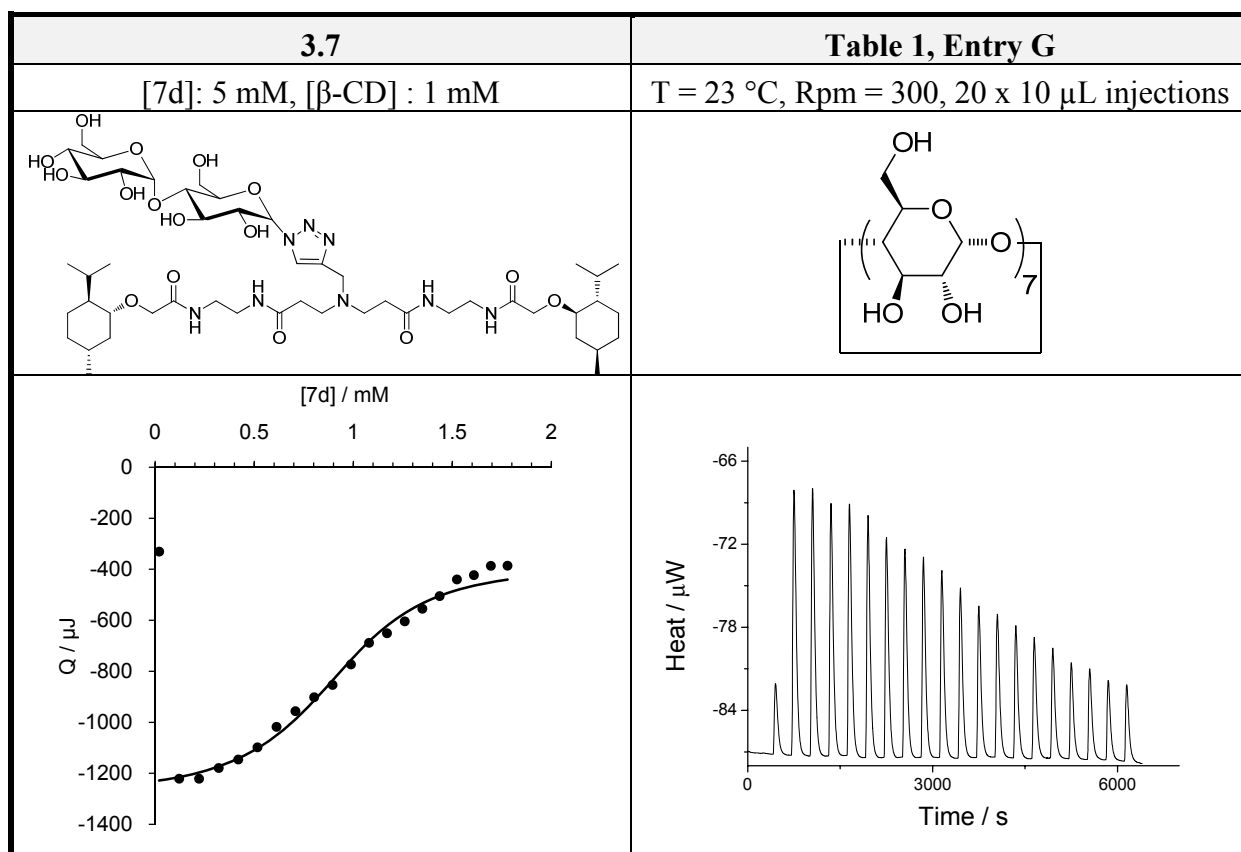 3.7
Table 1, Entry G
[7d]: 5 mM, [β-CD] : 1 mM
T = 23 °C, Rpm = 300, 20 x 10 µL injections
OH
HO
O
HO
OH
O
OH
O
HO
OH
N
N
N
O
O
N
H
H
N
O
N
O
H
N
N
H
O
O
HO
O
O
7
HO
OH
[7d] / mM
0
0.5
1
1.5
2
0
-200
-400
-600
-800
-1000
-1200
-1400
Q / µJ
-66
-72
-78
-84
Heat / µW
0
3000
6000
Time / s